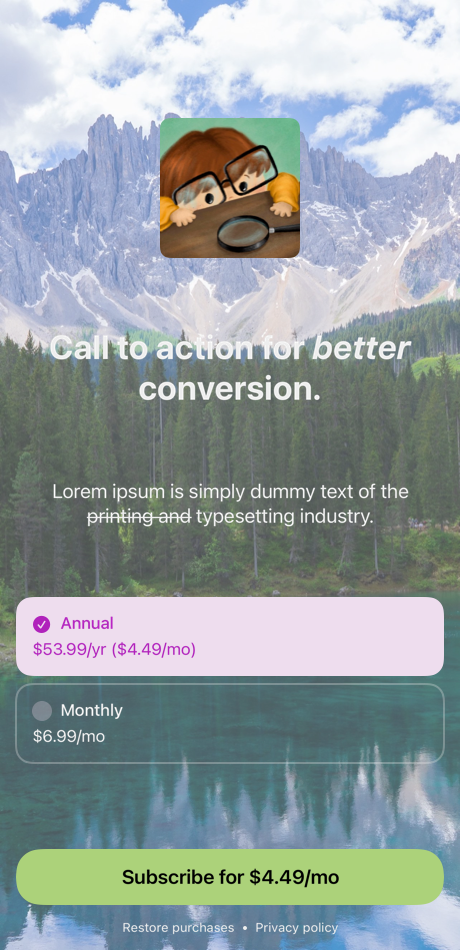 Call to action for better
conversion.
Lorem ipsum is simply dummy text of the
printing and typesetting industry.
Annual
$53.99/yr ($4.49/mo)
Monthly
$6.99/mo
Subscribe for $4.49/mo
Restore purchases • Privacy policy